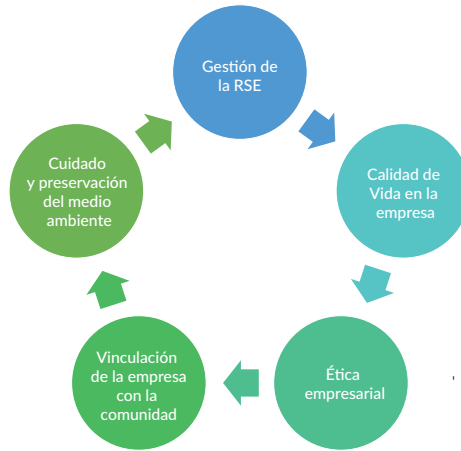 Gestión de
la RSE
Calidad de
Vida en la
empresa
Ética
empresarial
Vinculación
de la empresa
con la
comunidad
Cuidado
y preservación
del medio
ambiente